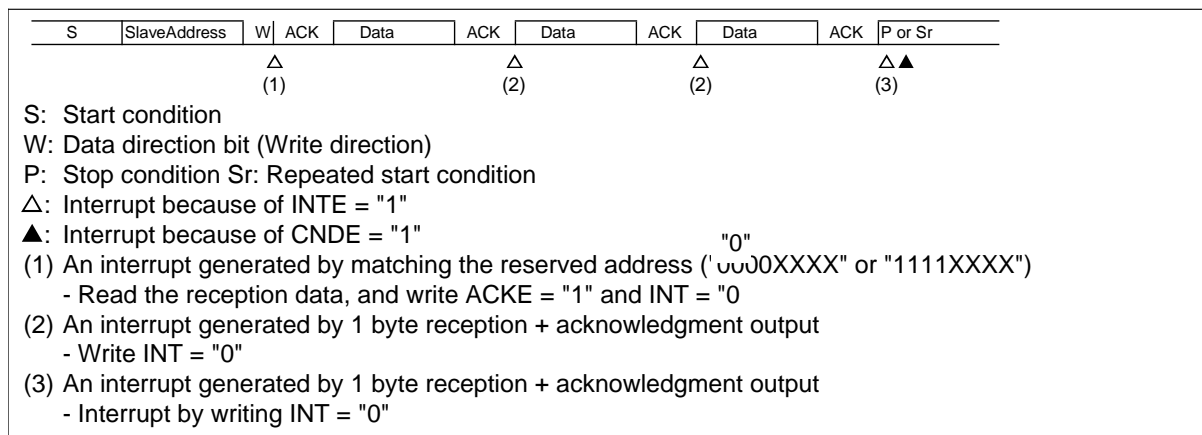 S SlaveAddress W ACK Data ACK Data ACK Data ACK P or Sr
(1) (2) (2) (3)
S: Start condition
W: Data direction bit (Write direction)
P: Stop condition Sr: Repeated start condition
△: Interrupt because of INTE = "1"
▲: Interrupt because of CNDE = "1"
"0"
(1) An interrupt generated by matching the reserved address ("0000XXXX" or "1111XXXX")
- Read the reception data, and write ACKE = "1" and INT = "0
(2) An interrupt generated by 1 byte reception + acknowledgment output
- Write INT = "0"
(3) An interrupt generated by 1 byte reception + acknowledgment output
- Interrupt by writing INT = "0"